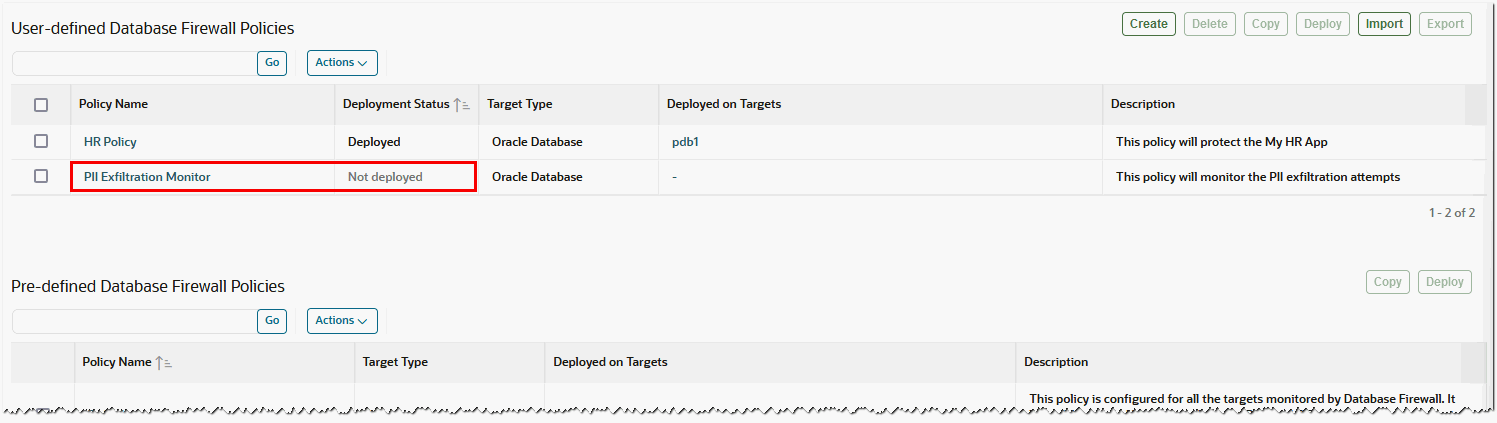 User-defined Database Firewall Policies
Create Delete Copy Deploy Import Export
Go Actions
Policy Name Deployment Status Target Type Deployed on Targets Description
HR Policy Deployed Oracle Database pdb1 This policy will protect the My HR App
PII Exfiltration Monitor Not deployed Oracle Database - This policy will monitor the PII exfiltration attempts
1 - 2 of 2
Pre-defined Database Firewall Policies
Copy Deploy
Go Actions
Policy Name Target Type Deployed on Targets Description
This policy is configured for all the targets monitored by Database Firewall. It